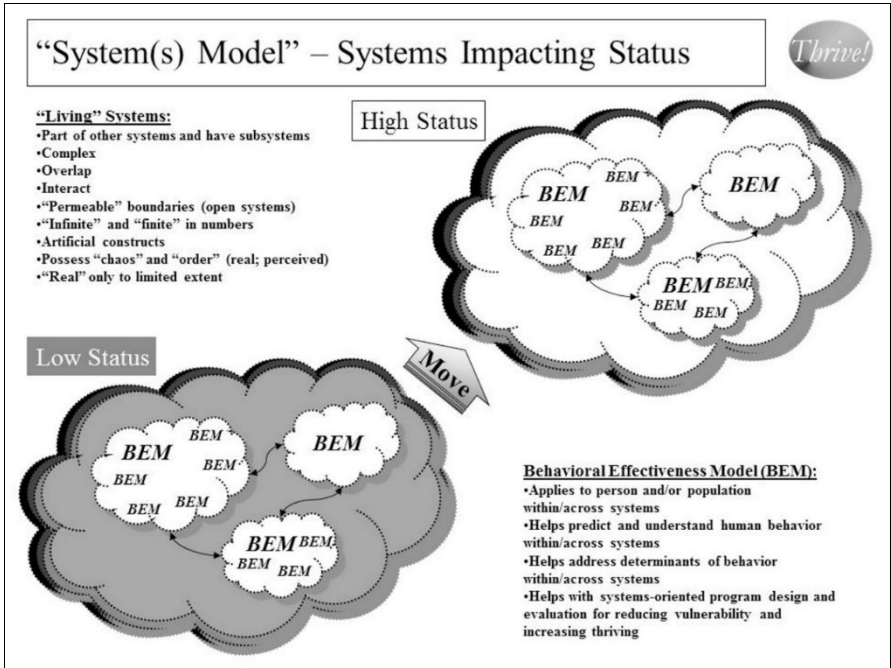 “System(s) Model” – Systems Impacting Status
Thrive!
“Living” Systems:
•Part of other systems and have subsystems
•Complex
•Overlap
•Interact
•“Permeable” boundaries (open systems)
•“Infinite” and “finite” in numbers
•Artificial constructs
•Possess “chaos” and “order” (real; perceived)
•“Real” only to limited extent
High Status
BEM
BEM
BEM
BEM
BEM
BEM
BEM
BEM
BEM
BEM
BEM
Move
Low Status
BEM
BEM
BEM
BEM
BEM
BEM
BEM
BEM
BEM
BEM
BEM
Behavioral Effectiveness Model (BEM):
•Applies to person and/or population
within/across systems
•Helps predict and understand human behavior
within/across systems
•Helps address determinants of behavior
within/across systems
•Helps with systems-oriented program design and
evaluation for reducing vulnerability and
increasing thriving